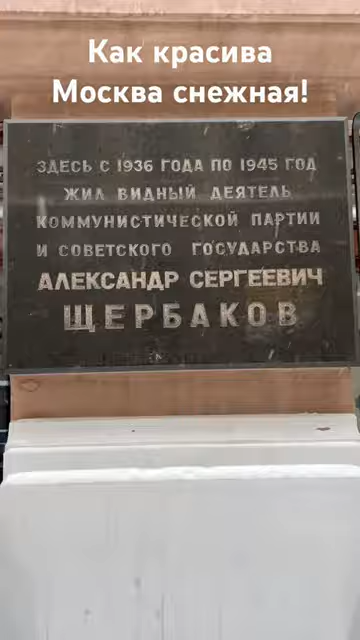 Как красива
Москва снежная!
ЗДЕСЬ С 1936 ГОДА ПО 1945 ГОД
ЖИЛ ВИДНЫЙ ДЕЯТЕЛЬ
КОММУНИСТИЧЕСКОЙ ПАРТИИ
И СОВЕТСКОГО ГОСУДАРСТВА
АЛЕКСАНДР СЕРГЕЕВИЧ
ЩЕРБАКОВ